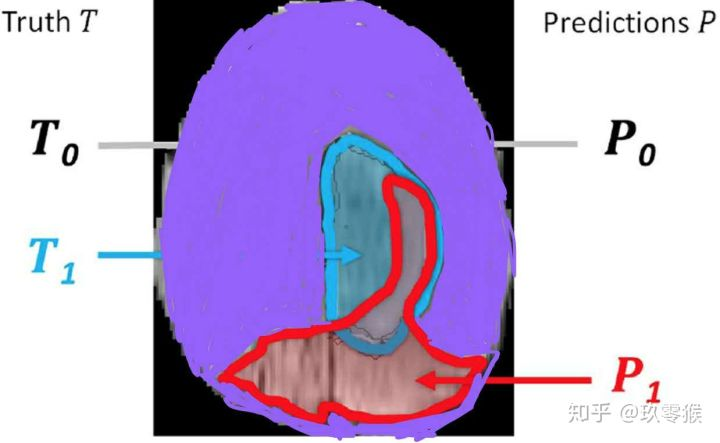 Truth T
Predictions P
T0
P0
T1
P1
知乎 @玖零猴